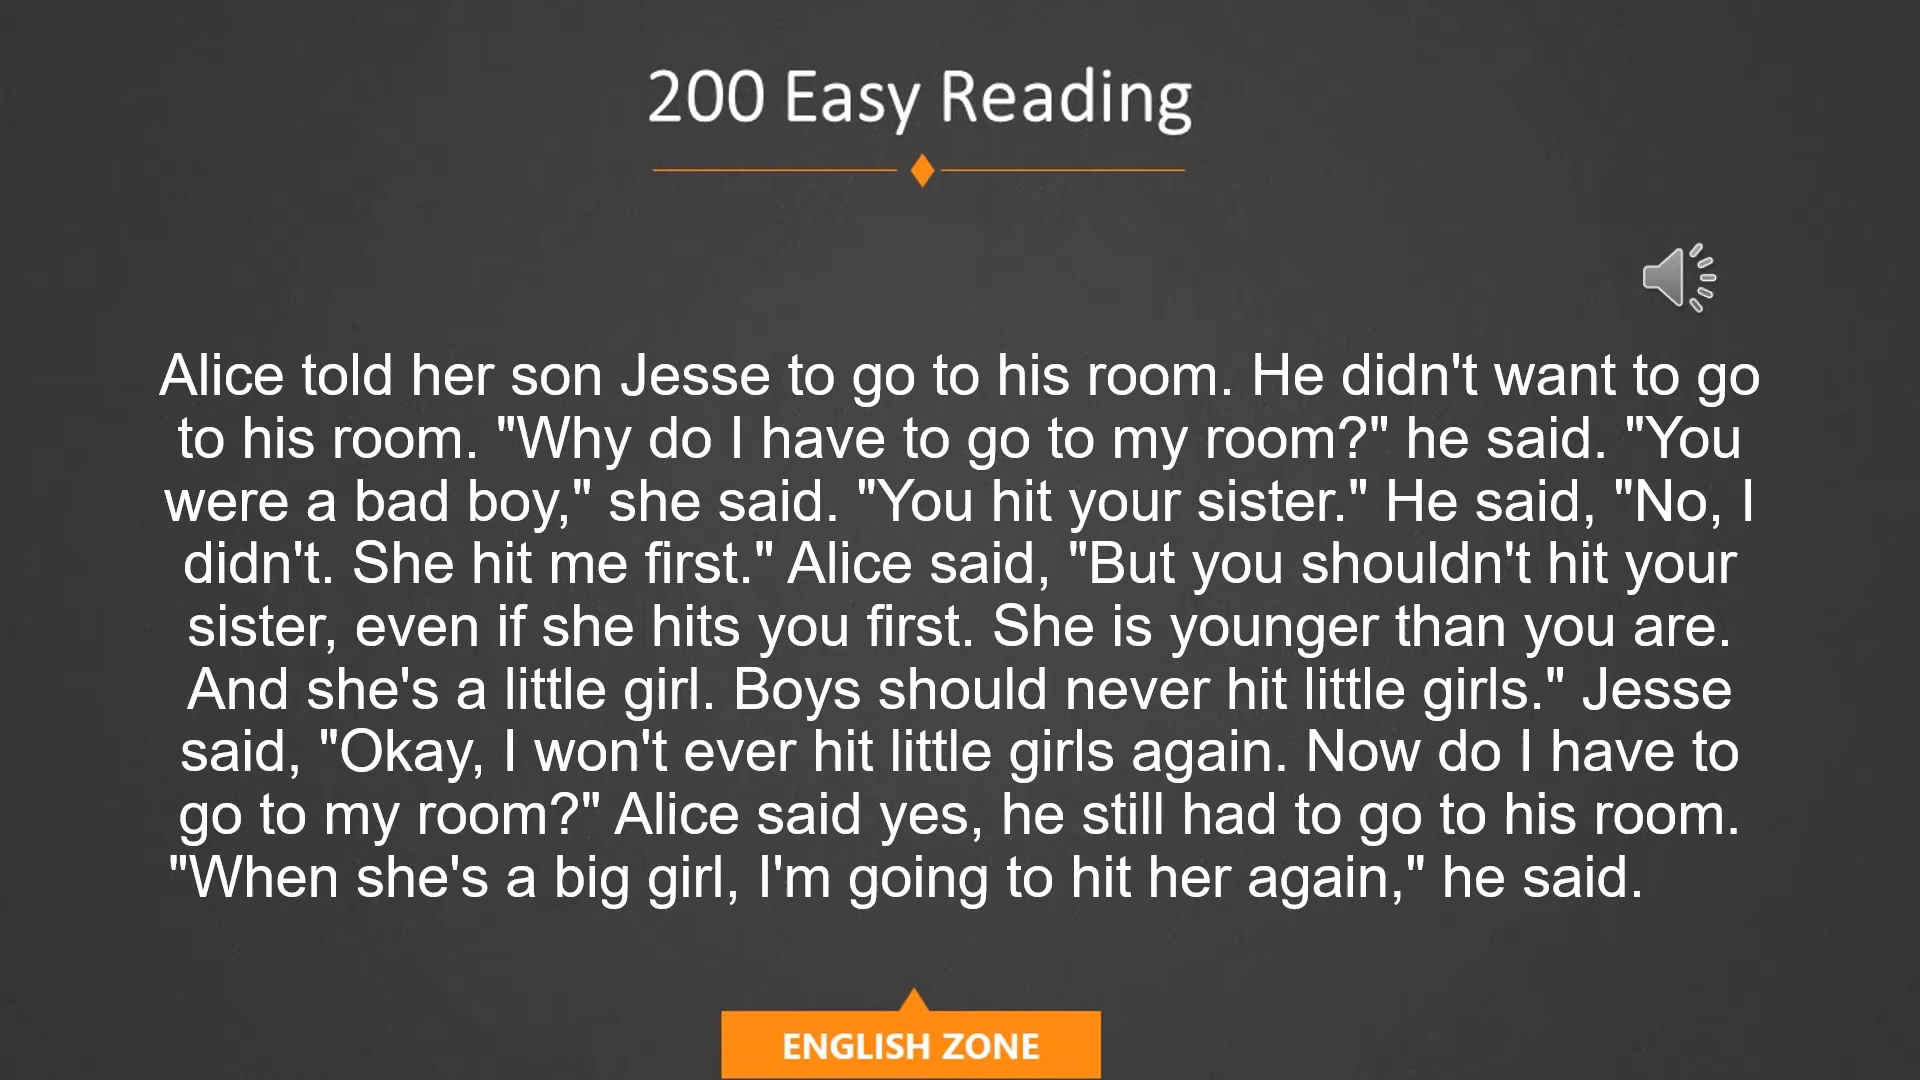 200 Easy Reading
Alice told her son Jesse to go to his room. He didn't want to go
to his room. "Why do I have to go to my room?" he said. "You
were a bad boy," she said. "You hit your sister." He said, "No, I
didn't. She hit me first." Alice said, "But you shouldn't hit your
sister, even if she hits you first. She is younger than you are.
And she's a little girl. Boys should never hit little girls." Jesse
said, "Okay, I won't ever hit little girls again. Now do I have to
go to my room?" Alice said yes, he still had to go to his room.
"When she's a big girl, I'm going to hit her again," he said.
ENGLISH ZONE